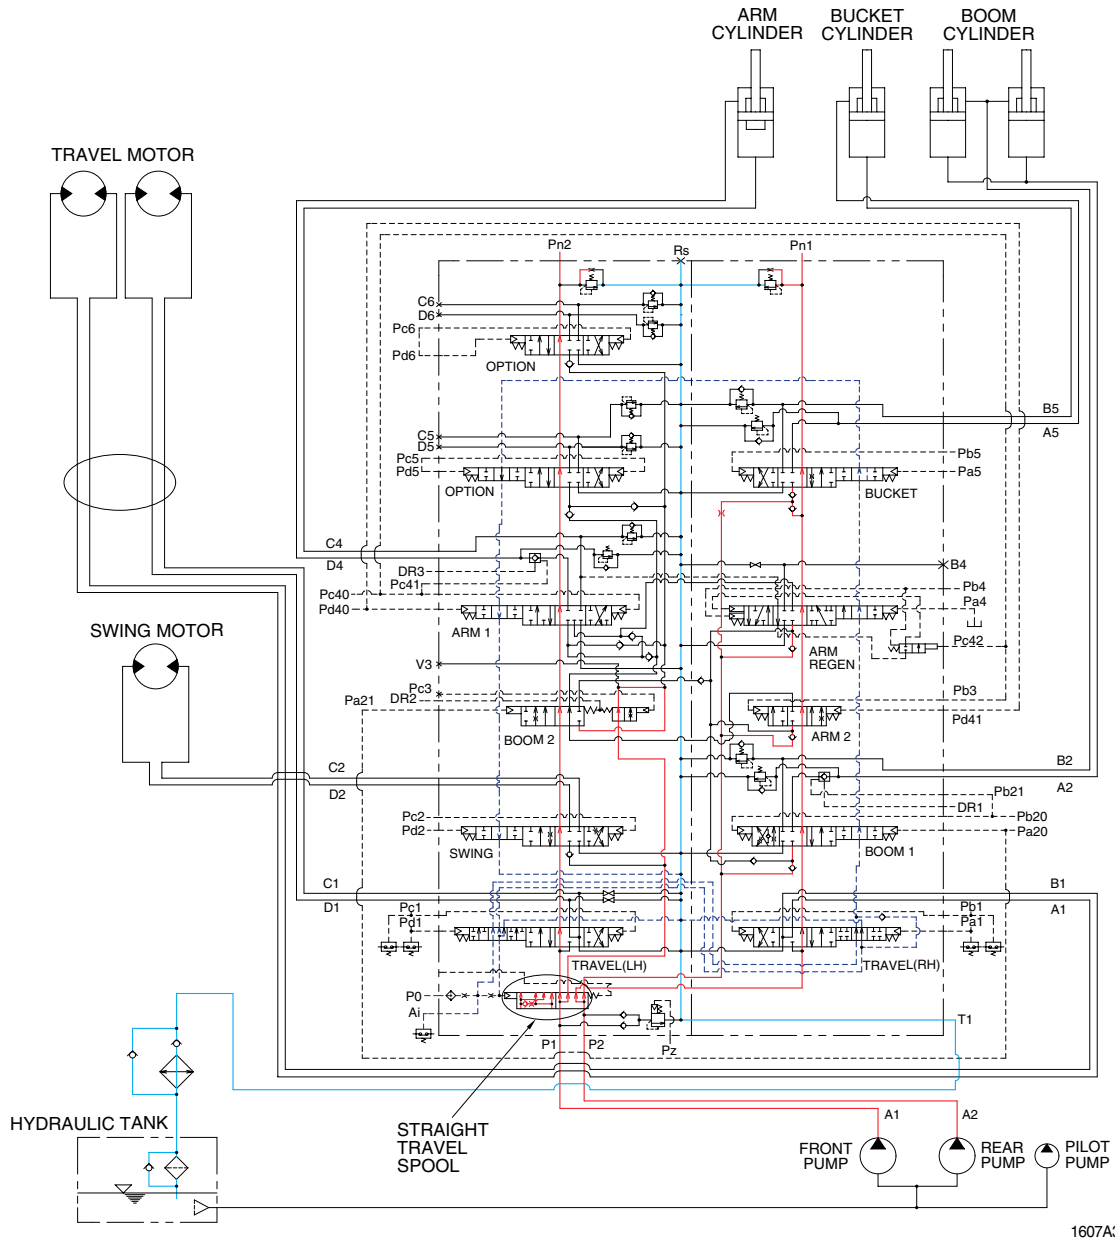 ARM
CYLINDER
BUCKET
CYLINDER
BOOM
CYLINDER
TRAVEL MOTOR
Pn2
Rs
Pn1
C6
D6
Pc6
Pd6
OPTION
B5
A5
C5
D5
Pc5
Pd5
OPTION
Pb5
Pa5
BUCKET
C4
D4
DR3
Pc41
Pc40
Pd40
ARM 1
B4
Pb4
Pa4
Pc42
ARM
REGEN
SWING MOTOR
V3
Pc3
DR2
Pa21
BOOM 2
Pb3
Pd41
ARM 2
B2
A2
C2
D2
Pb21
DR1
Pb20
Pa20
Pc2
Pd2
SWING
BOOM 1
C1
D1
B1
A1
Pc1
Pd1
Pb1
Pa1
TRAVEL(LH)
TRAVEL(RH)
P0
Ai
T1
P1
P2
Pz
HYDRAULIC TANK
STRAIGHT
TRAVEL
SPOOL
A1
A2
FRONT
PUMP
REAR
PUMP
PILOT
PUMP